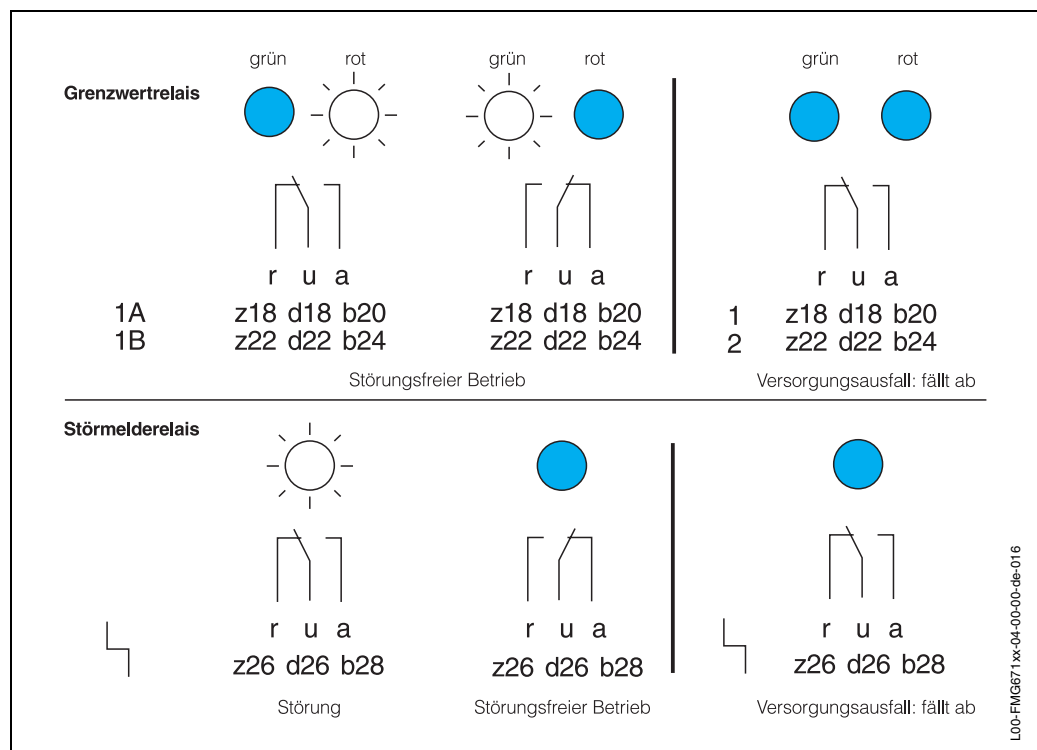 grün rot grün rot grün rot
Grenzwertrelais
r u a r u a r u a
1A z18 d18 b20 z18 d18 b20 1 z18 d18 b20
1B z22 d22 b24 z22 d22 b24 2 z22 d22 b24
Störungsfreier Betrieb Versorgungsausfall: fällt ab
Störmelderelais
r u a r u a r u a
z26 d26 b28 z26 d26 b28 z26 d26 b28
Störung Störungsfreier Betrieb Versorgungsausfall: fällt ab
L00-FMG671xx-04-00-00-de-016